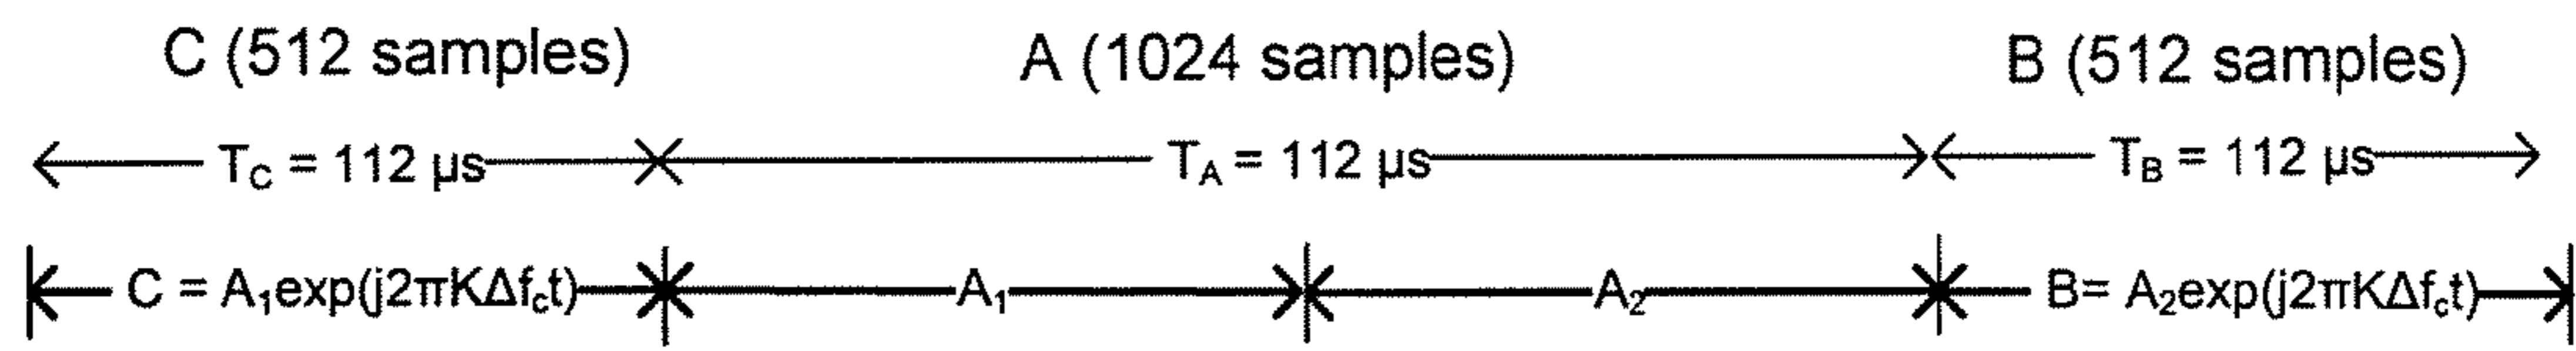 C (512 samples) A (1024 samples) B (512 samples)
T_C = 112 μs T_A = 112 μs T_B = 112 μs
C = A₁exp(j2πKΔf_ct) A₁ A₂ B= A₂exp(j2πKΔf_ct)